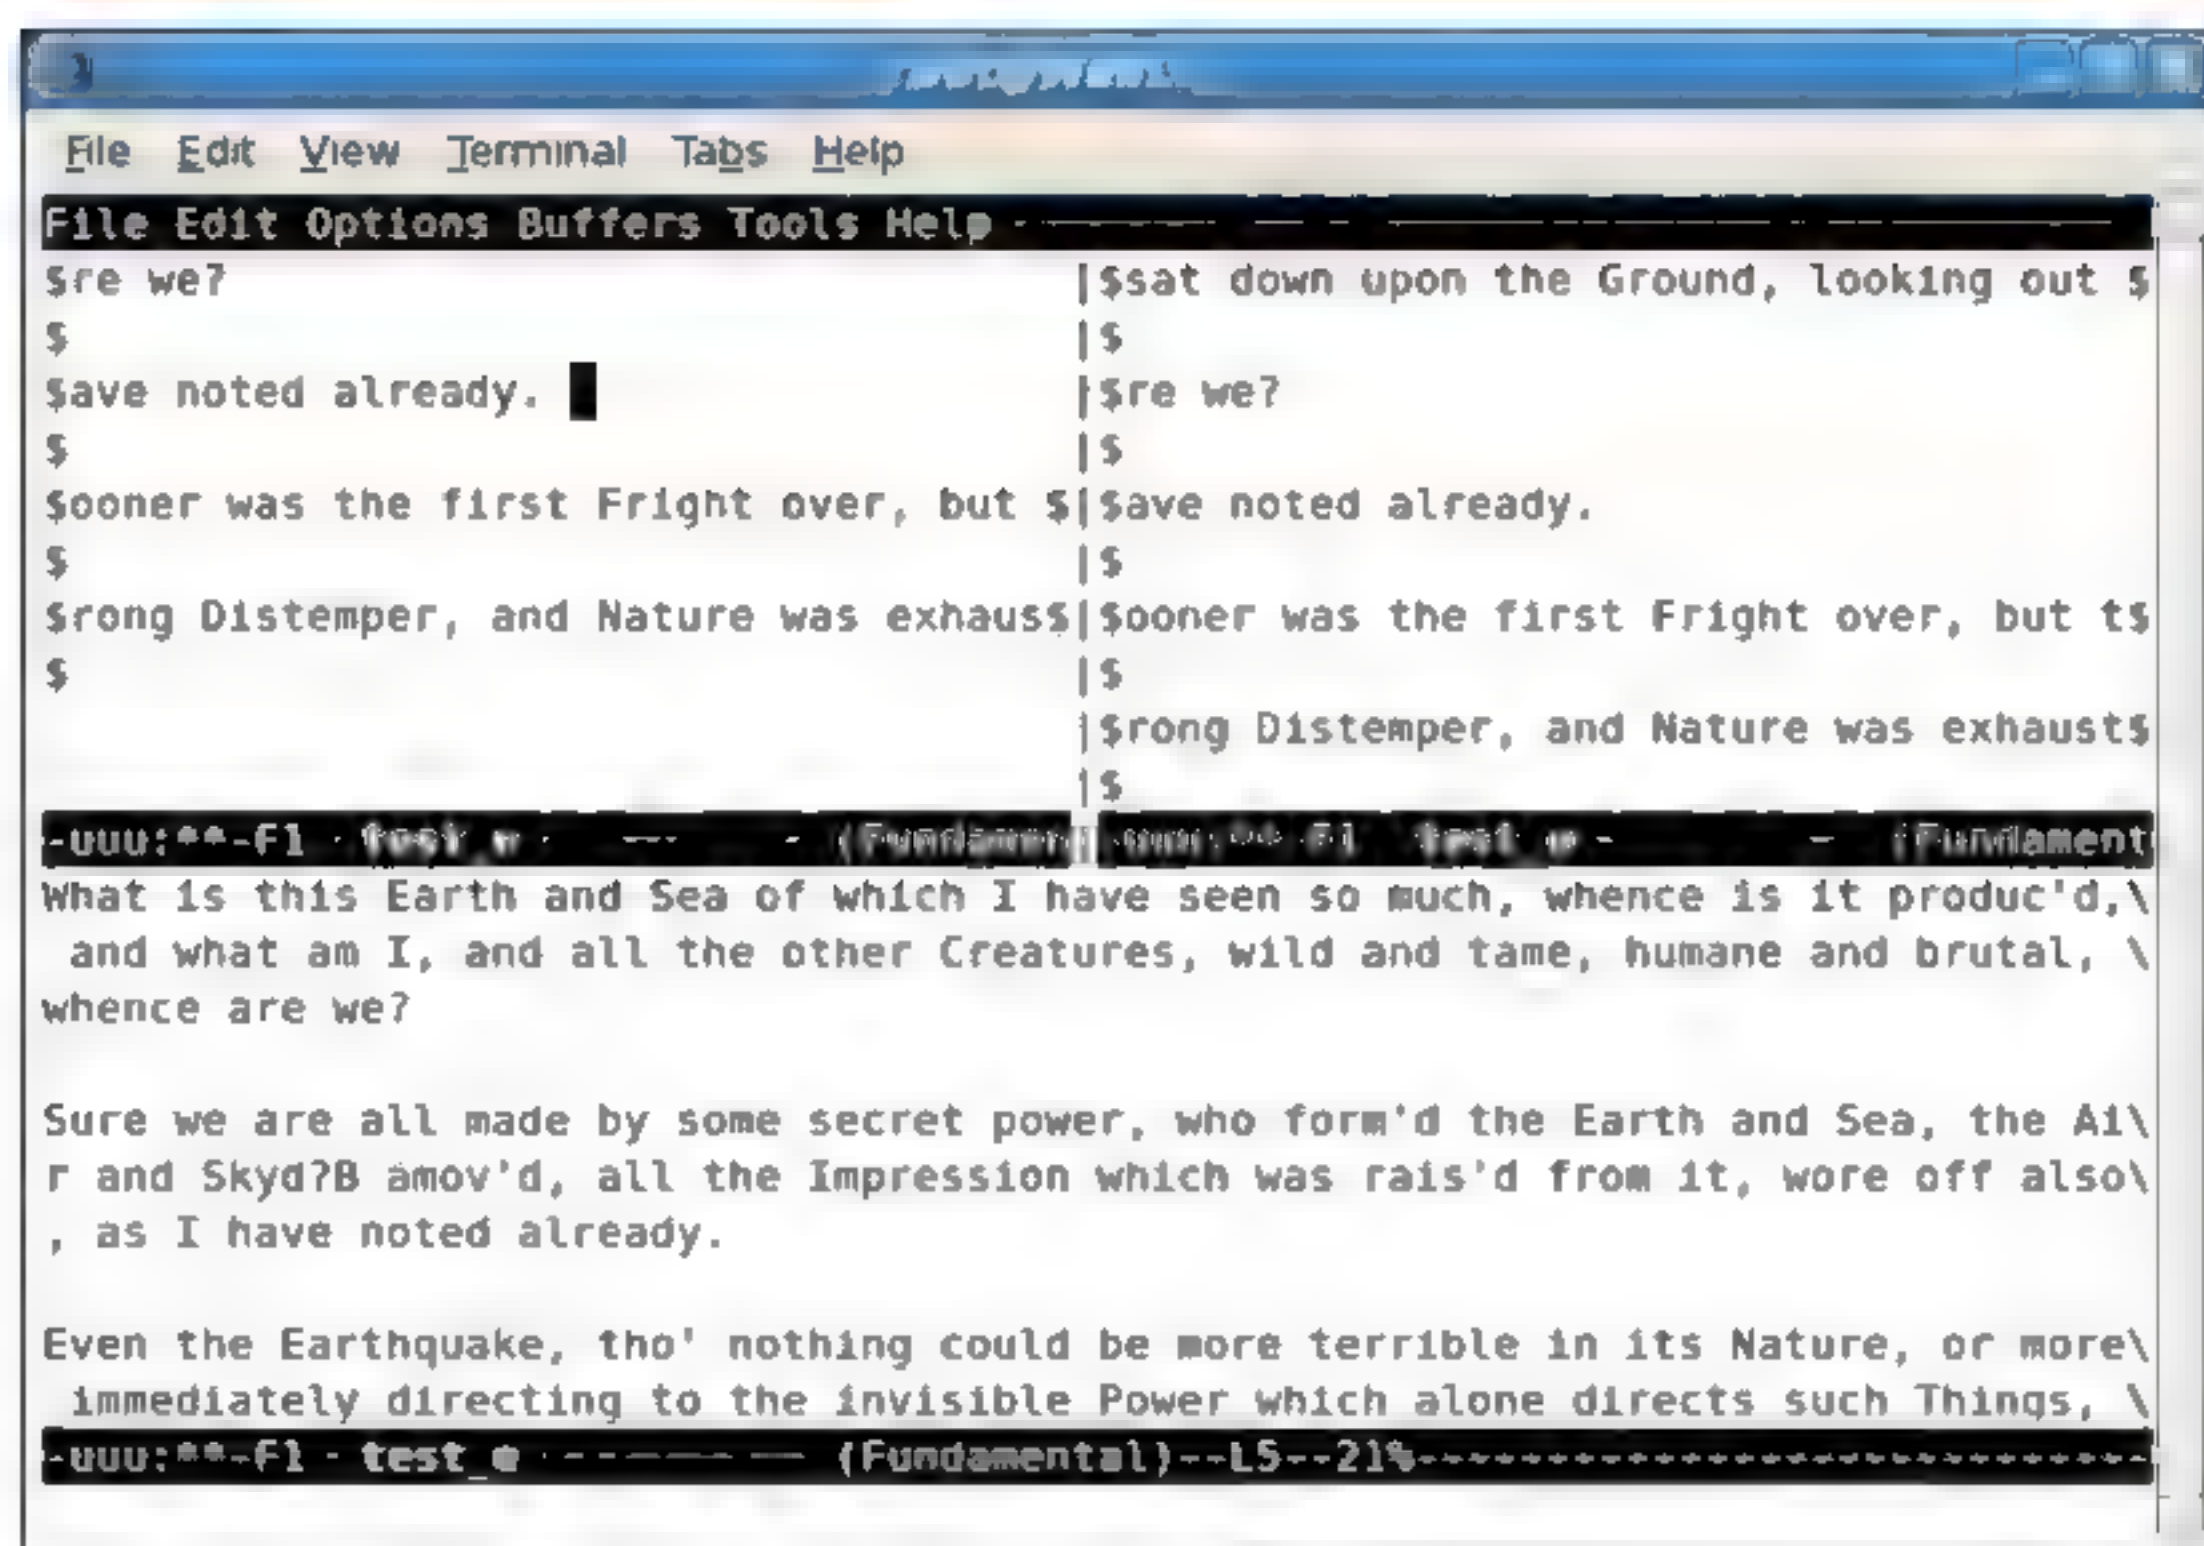 File Edit View Terminal Tabs Help
File Edit Options Buffers Tools Help
$re we?
$
$ave noted already.
$
$ooner was the first Fright over, but $
$
$rong Distemper, and Nature was exhaus$
$
$sat down upon the Ground, looking out $
$
$re we?
$
$ave noted already.
$
$ooner was the first Fright over, but t$
$
$rong Distemper, and Nature was exhaust$
$
-uuu:**-F1 (Fundamen
(Fundament
What is this Earth and Sea of which I have seen so much, whence is it produc'd,\
 and what am I, and all the other Creatures, wild and tame, humane and brutal, \
whence are we?
Sure we are all made by some secret power, who form'd the Earth and Sea, the Ai\
r and Skyd?B amov'd, all the Impression which was rais'd from it, wore off also\
, as I have noted already.
Even the Earthquake, tho' nothing could be more terrible in its Nature, or more\
 immediately directing to the invisible Power which alone directs such Things, \
-uuu:**-F1 test_e (Fundamental)--L5--21%---------------------------